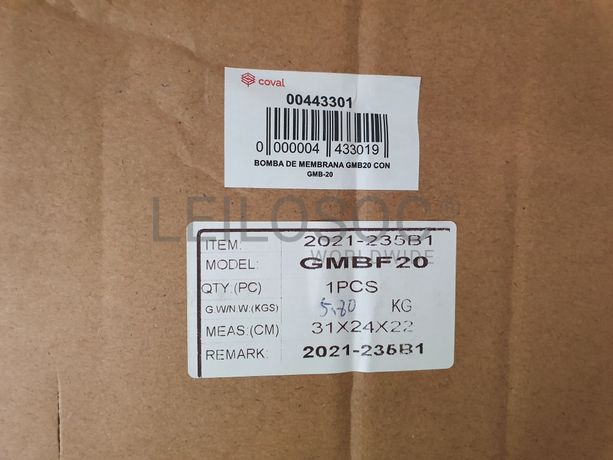 coval
00443301
0 000004 433019
BOMBA DE MEMBRANA GMB20 CON
GMB-20
LEILOSOC®
WORLDWIDE
ITEM: 2021-235B1
MODEL: GMBF20
QTY.(PC) 1PCS
G.W/N.W.(KGS) 5,80 KG
MEAS.(CM) 31X24X22
REMARK: 2021-235B1